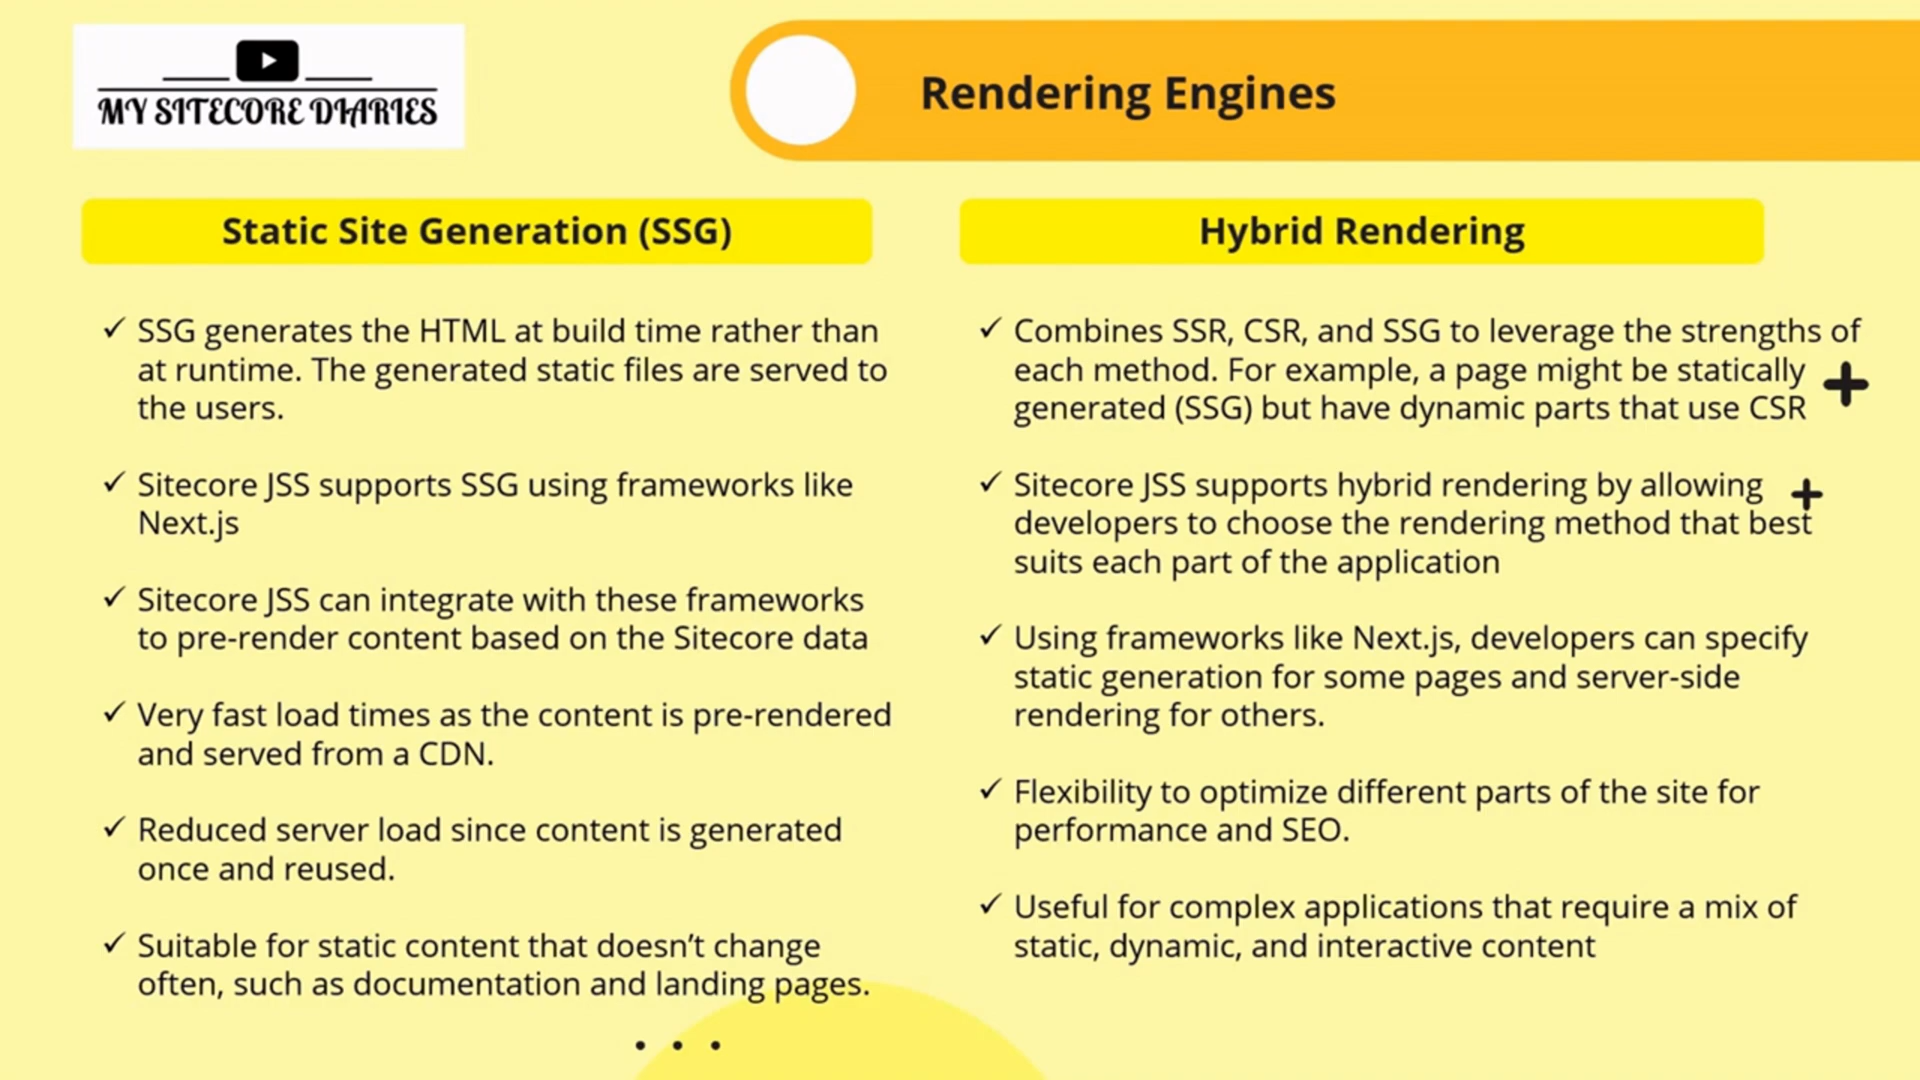 MY SITECORE DIARIES
Rendering Engines
Static Site Generation (SSG)
✓ SSG generates the HTML at build time rather than
at runtime. The generated static files are served to
the users.
✓ Sitecore JSS supports SSG using frameworks like
Next.js
✓ Sitecore JSS can integrate with these frameworks
to pre-render content based on the Sitecore data
✓ Very fast load times as the content is pre-rendered
and served from a CDN.
✓ Reduced server load since content is generated
once and reused.
✓ Suitable for static content that doesn’t change
often, such as documentation and landing pages.
Hybrid Rendering
✓ Combines SSR, CSR, and SSG to leverage the strengths of
each method. For example, a page might be statically
generated (SSG) but have dynamic parts that use CSR
✓ Sitecore JSS supports hybrid rendering by allowing
developers to choose the rendering method that best
suits each part of the application
✓ Using frameworks like Next.js, developers can specify
static generation for some pages and server-side
rendering for others.
✓ Flexibility to optimize different parts of the site for
performance and SEO.
✓ Useful for complex applications that require a mix of
static, dynamic, and interactive content